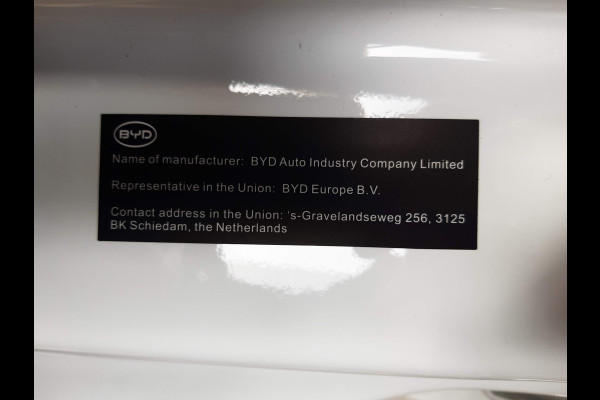 BYD
Name of manufacturer: BYD Auto Industry Company Limited
Representative in the Union: BYD Europe B.V.
Contact address in the Union: 's-Gravelandseweg 256, 3125
BK Schiedam, the Netherlands